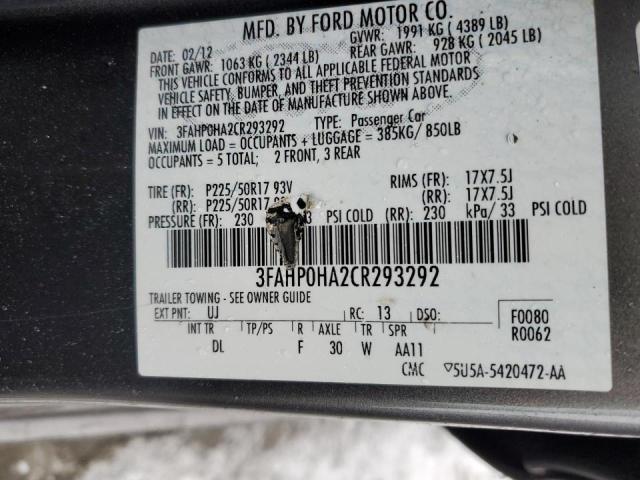 MFD. BY FORD MOTOR CO.
DATE: 02/12 GVWR: 1991 KG ( 4389 LB)
FRONT GAWR: 1063 KG ( 2344 LB) REAR GAWR: 928 KG ( 2045 LB)
THIS VEHICLE CONFORMS TO ALL APPLICABLE FEDERAL MOTOR
VEHICLE SAFETY, BUMPER, AND THEFT PREVENTION STANDARDS
IN EFFECT ON THE DATE OF MANUFACTURE SHOWN ABOVE.
VIN: 3FAHP0HA2CR293292 TYPE: Passenger Car
MAXIMUM LOAD = OCCUPANTS + LUGGAGE = 385KG/ 850LB
OCCUPANTS = 5 TOTAL; 2 FRONT, 3 REAR
TIRE (FR): P225/50R17 93V RIMS (FR): 17X7.5J
(RR): P225/50R17 (RR): 17X7.5J
PRESSURE (FR): 230 PSI COLD (RR): 230 kPa/ 33 PSI COLD
3FAHP0HA2CR293292
TRAILER TOWING - SEE OWNER GUIDE
EXT PNT: UJ RC: 13 DSO: F0080
INT TR TP/PS R AXLE TR SPR R0062
DL F 30 W AA11
CMC 5U5A-5420472-AA